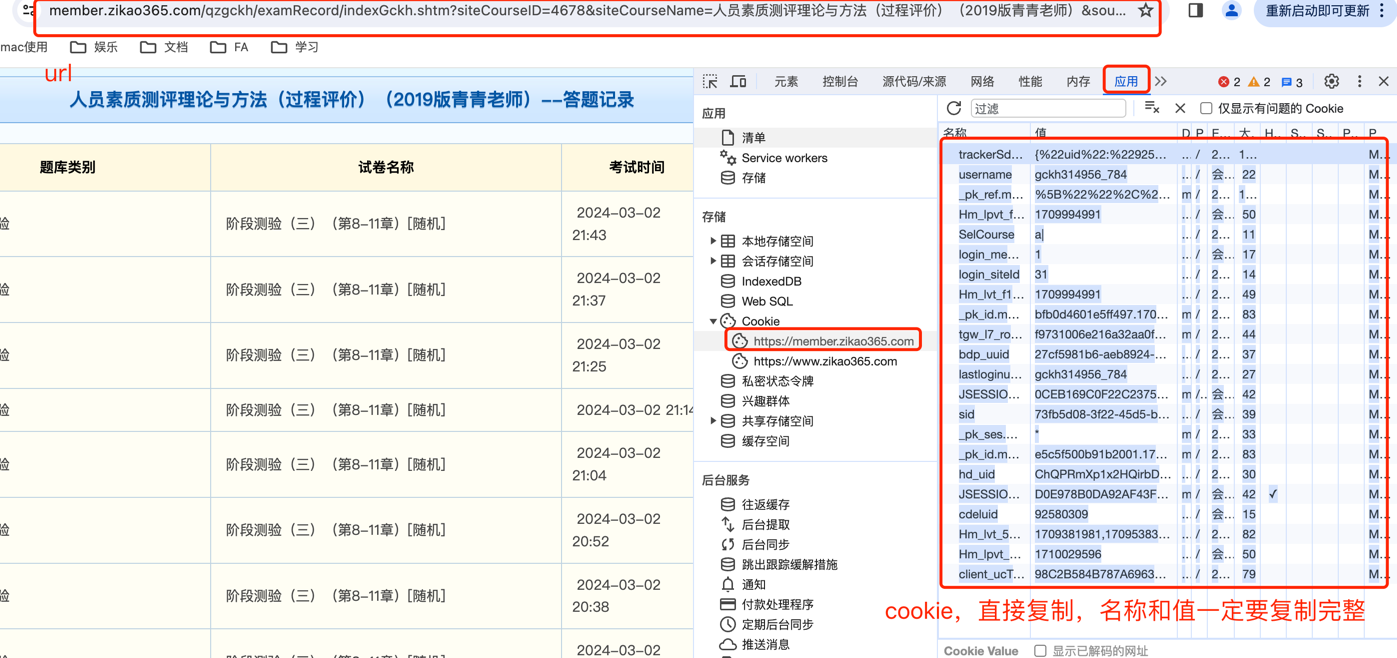 member.zikao365.com/qzgckh/examRecord/indexGckh.shtm?siteCourseID=4678&siteCourseName=人员素质测评理论与方法（过程评价）（2019版青青老师）&sou...
重新启动即可更新
mac使用 娱乐 文档 FA 学习
url
人员素质测评理论与方法（过程评价）（2019版青青老师）--答题记录
题库类别 试卷名称 考试时间
验 阶段测验（三）（第8-11章）[随机] 2024-03-02 21:43
验 阶段测验（三）（第8-11章）[随机] 2024-03-02 21:37
验 阶段测验（三）（第8-11章）[随机] 2024-03-02 21:25
验 阶段测验（三）（第8-11章）[随机] 2024-03-02 21:14
验 阶段测验（三）（第8-11章）[随机] 2024-03-02 21:04
验 阶段测验（三）（第8-11章）[随机] 2024-03-02 20:52
验 阶段测验（三）（第8-11章）[随机] 2024-03-02 20:38
2024-03-02
元素 控制台 源代码/来源 网络 性能 内存 应用 2 2 3
应用
清单
Service workers
存储
存储
本地存储空间
会话存储空间
IndexedDB
Web SQL
Cookie
https://member.zikao365.com
https://www.zikao365.com
私密状态令牌
兴趣群体
共享存储空间
缓存空间
后台服务
往返缓存
后台提取
后台同步
跳出跟踪缓解措施
通知
付款处理程序
定期后台同步
推送消息
过滤 仅显示有问题的 Cookie
名称 值 D P E... 大. H.. S.. S.. P.. P
trackerSd... {%22uid%22:%22925... ... / 2... 1... M...
username gckh314956_784 ... / 会... 22 M...
_pk_ref.m... %5B%22%22%2C%2... m / 2... 1... M...
Hm_lpvt_f... 1709994991 ... / 会... 50 M...
SelCourse a| ... / 2... 11 M...
login_me... 1 ... / 会... 17 M...
login_siteId 31 ... / 2... 14 M...
Hm_lvt_f1... 1709994991 ... / 2... 49 M...
_pk_id.m... bfb0d4601e5ff497.170... m / 2... 83 M...
tgw_l7_ro... f9731006e216a32aa0f... m / 2... 44 M...
bdp_uuid 27cf5981b6-aeb8924-... ... / 2... 37 M...
lastloginu... gckh314956_784 ... / 2... 27 M...
JSESSIO... 0CEB169C0F22C2375... m /.. 会... 42 M...
sid 73fb5d08-3f22-45d5-b... ... / 会... 39 M...
_pk_ses.... * m / 2... 33 M...
_pk_id.m... e5c5f500b91b2001.17... m / 2... 83 M...
hd_uid ChQPRmXp1x2HQirbD... ... / 2... 30 M...
JSESSIO... D0E978B0DA92AF43F... m / 会... 42 ✓ M...
cdeluid 92580309 ... / 会... 15 M...
Hm_lvt_5... 1709381981,17095383... ... / 2... 82 M...
Hm_lpvt_... 1710029596 ... / 会... 50 M...
client_ucT... 98C2B584B787A6963... ... / 2... 79 M...
cookie，直接复制，名称和值一定要复制完整
Cookie Value 显示已解码的网址